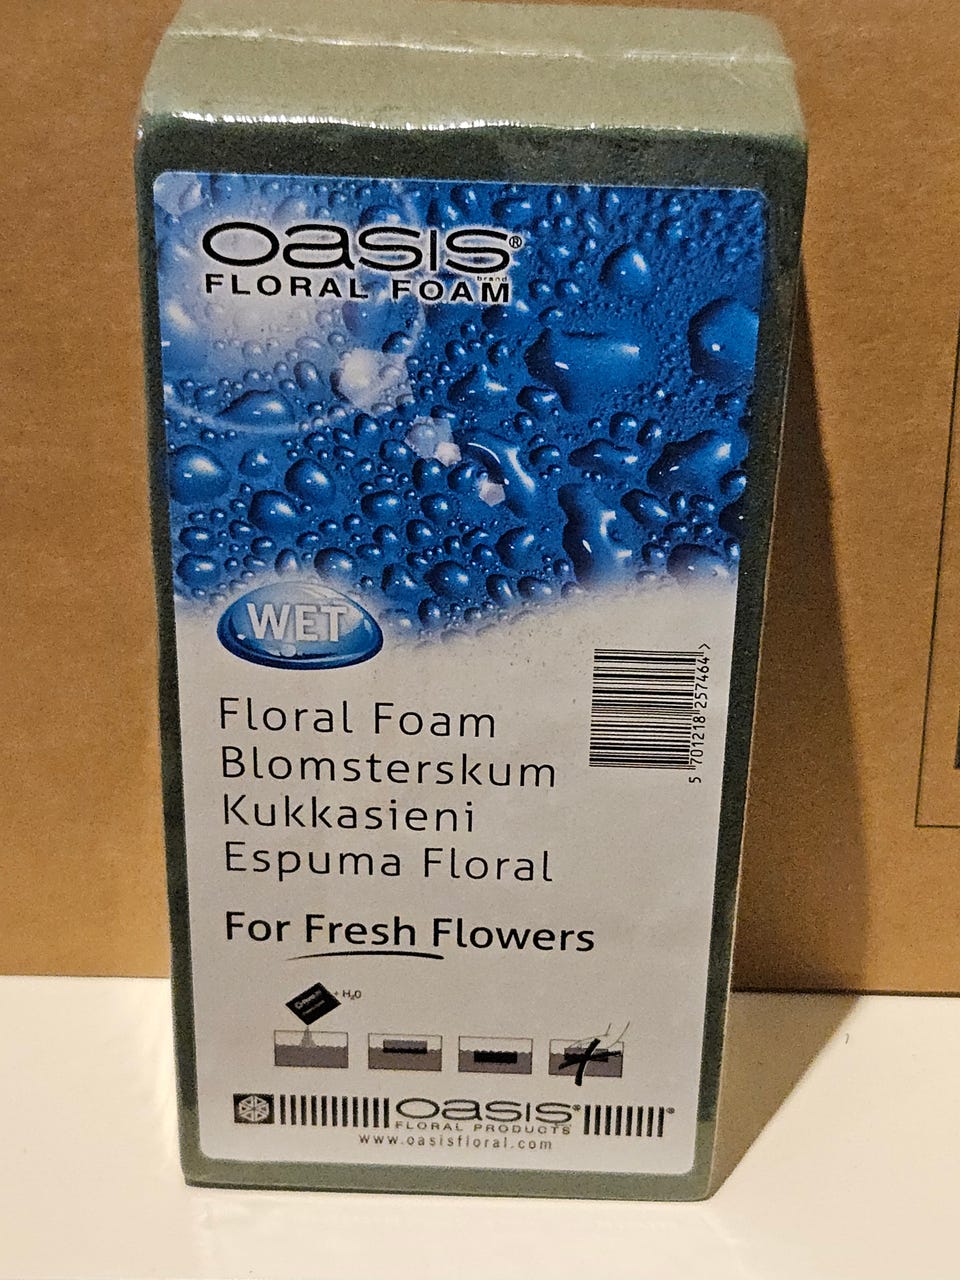 oasis®
brand
FLORAL FOAM
WET
5 701218 257464 >
Floral Foam
Blomsterskum
Kukkasieni
Espuma Floral
For Fresh Flowers
+ H₂O
oasis®
FLORAL PRODUCTS
www.oasisfloral.com